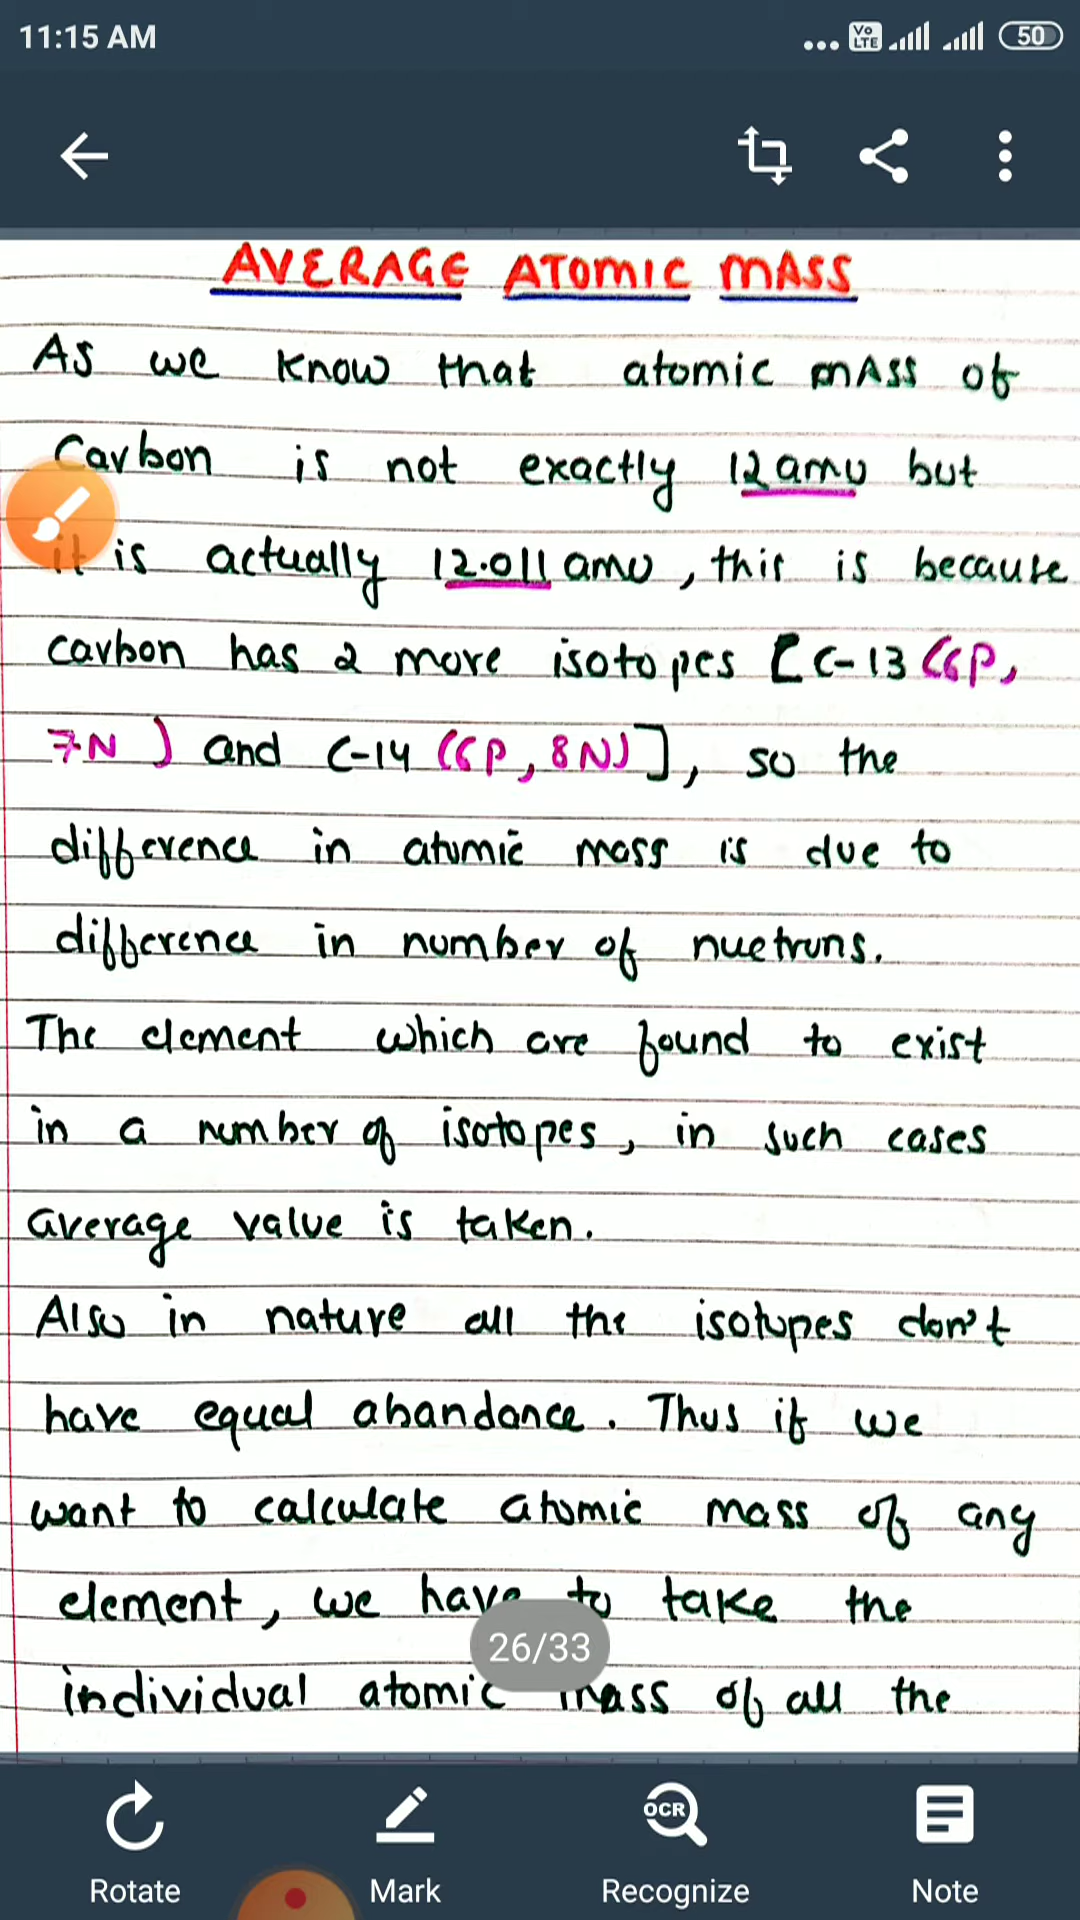 11:15 AM
Vo LTE 50
AVERAGE ATOMIC MASS
As we know that atomic mass of
Carbon is not exactly 12 amu but
it is actually 12.011 amu, this is because
carbon has 2 more isotopes [C-13 (6P,
7N) and C-14 (6P, 8N)], so the
difference in atomic mass is due to
difference in number of nuetrons.
The element which are found to exist
in a number of isotopes, in such cases
average value is taken.
Also in nature all the isotopes don't
have equal abandance. Thus if we
want to calculate atomic mass of any
element, we have to take the
26/33
individual atomic mass of all the
OCR
Rotate Mark Recognize Note